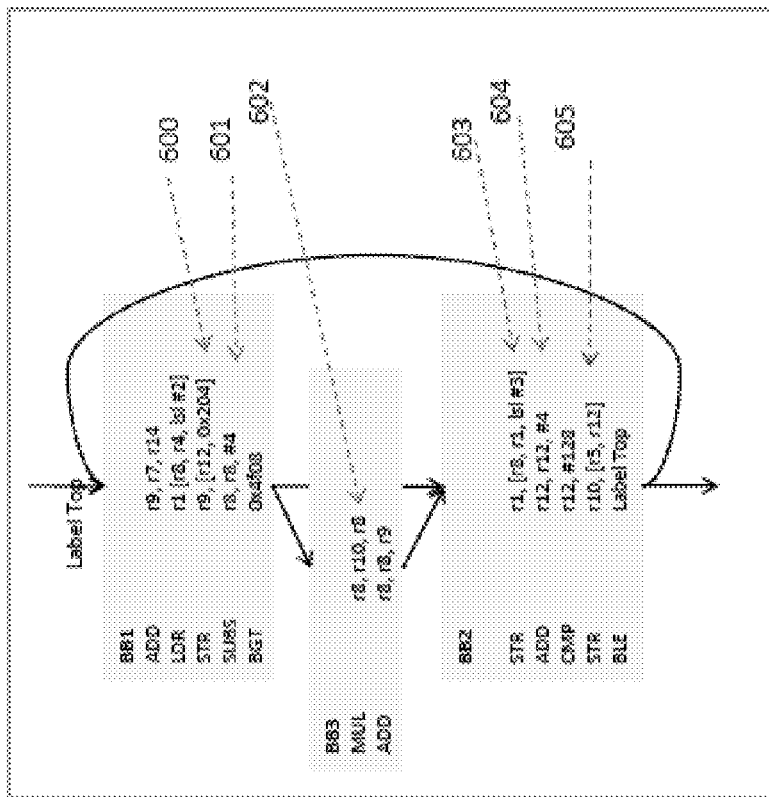 Label Top
BB1
ADD r9, r7, r14
LDR r1 [r6, r4, lsl #2]
STR r9, [r12, 0x204]
SUBS r8, r8, #4
BGT 0x4f08
600
601
602
BB3
MUL r8, r10, r8
ADD r8, r8, r9
BB2
STR r1, [r8, r1, lsl #3]
ADD r12, r12, #4
CMP r12, #128
STR r10, [r5, r12]
BLE Label Top
603
604
605